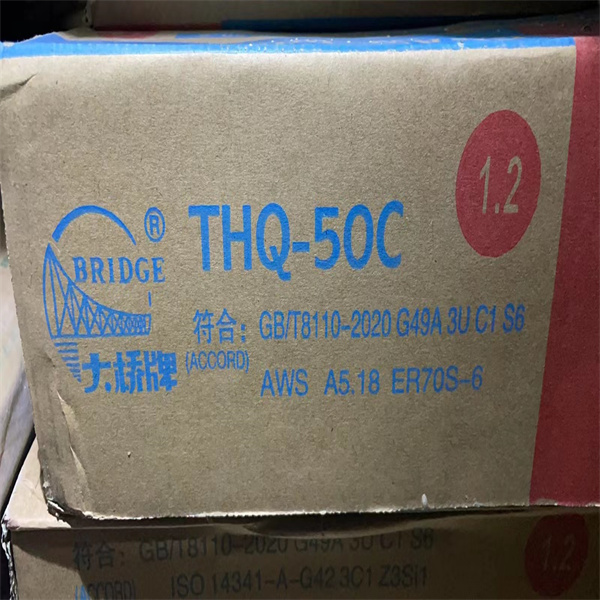 1.2
®
BRIDGE
大桥牌
THQ-50C
符合: GB/T8110-2020 G49A 3U C1 S6
(ACCORD)
AWS A5.18 ER70S-6
符合: GB/T8110-2020 G49A 3U C1 S6
(ACCORD) ISO 14341-A-G42 3C1 Z3Si1
1.2